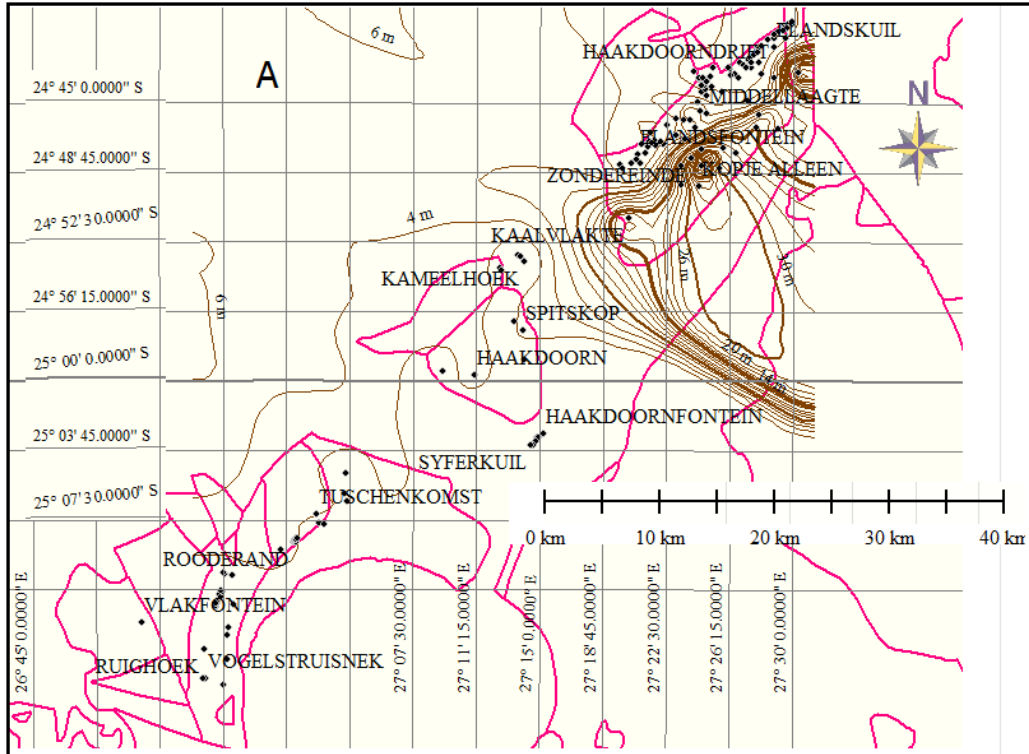 6 m
ELANDSKUIL
HAAKDOORNDRIFT
A
N
24° 45' 0.0000" S
MIDDELLAAGTE
ELANDSFONTEIN
24° 48' 45.0000" S
ZONDEREINDE
KOPJE ALLEEN
24° 52' 30.0000" S
4 m
KAALVLAKTE
26 m
30 m
KAMEELHOEK
24° 56' 15.0000" S
6 m
SPITSKOP
25° 00' 0.0000" S
HAAKDOORN
20 m
14 m
HAAKDOORNFONTEIN
25° 03' 45.0000" S
SYFERKUIL
25° 07' 30.0000" S
TUSCHENKOMST
0 km
10 km
20 km
30 km
40 km
ROODERAND
VLAKFONTEIN
RUIGHOEK
VOGELSTRUISNEK
26° 45' 0.0000" E
27° 07' 30.0000" E
27° 11' 15.0000" E
27° 15' 0.0000" E
27° 18' 45.0000" E
27° 22' 30.0000" E
27° 26' 15.0000" E
27° 30' 0.0000" E